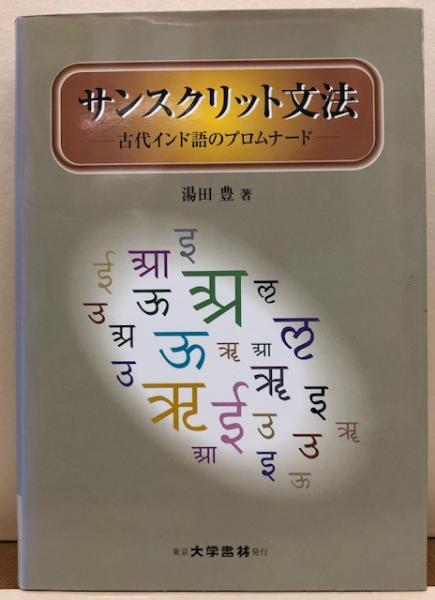 サンスクリット文法
―古代インド語のプロムナード―
湯田 豊 著
इ
ई आ अ ऌ
उ ऊ
अ ऊ ऋ आ ऌ
उ ॠ
ऋ ई उ इ ॠ
आ इ उ
ऊ
東京 大学書林 発行